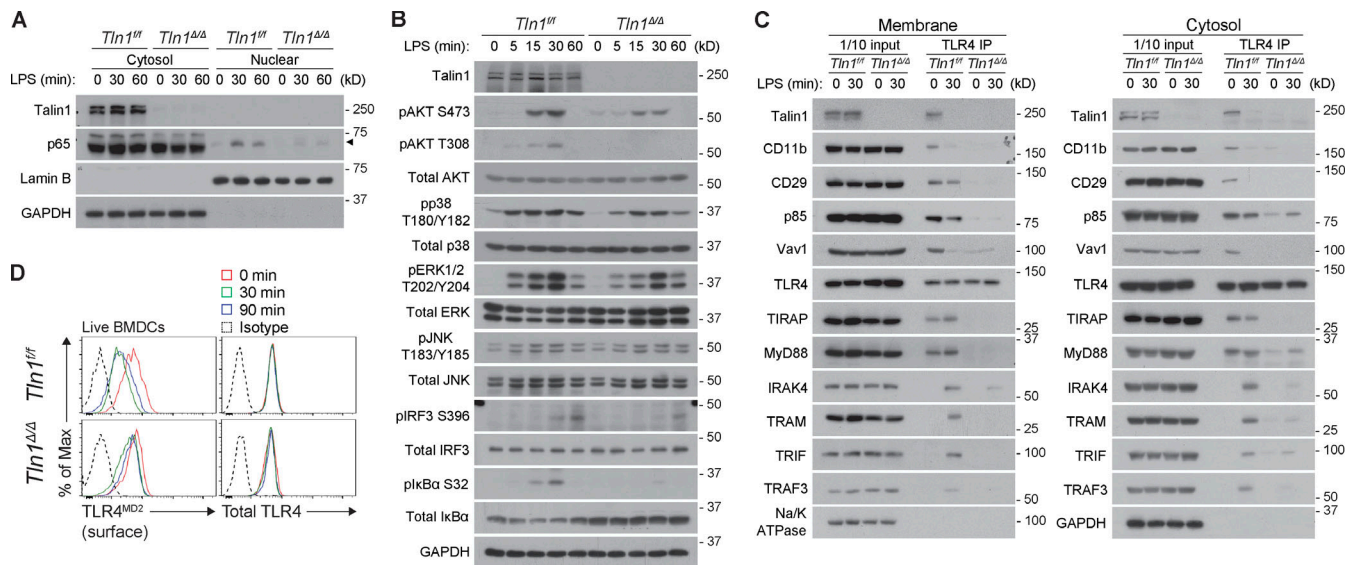 A
Tln1f/f Tln1Δ/Δ Tln1f/f Tln1Δ/Δ
Cytosol Nuclear
LPS (min): 0 30 60 0 30 60 0 30 60 0 30 60 (kD)
Talin1 250
75
p65
75
Lamin B
37
GAPDH
B
Tln1f/f Tln1Δ/Δ
LPS (min): 0 5 15 30 60 0 5 15 30 60 (kD)
Talin1 250
pAKT S473
50
pAKT T308
50
Total AKT
50
pp38
T180/Y182
37
Total p38 37
pERK1/2
T202/Y204
37
Total ERK
37
pJNK
T183/Y185
50
Total JNK 50
50
pIRF3 S396
50
Total IRF3
pIκBα S32
37
37
Total IκBα
37
GAPDH
C
Membrane
1/10 input TLR4 IP
Tln1f/f Tln1Δ/Δ Tln1f/f Tln1Δ/Δ
LPS (min): 0 30 0 30 0 30 0 30 (kD)
Talin1 250
150
CD11b
150
CD29
p85
75
Vav1 100
150
TLR4
TIRAP
25
37
MyD88
IRAK4
50
TRAM
25
TRIF
100
TRAF3
50
Na/K
ATPase
100
Cytosol
1/10 input TLR4 IP
Tln1f/f Tln1Δ/Δ Tln1f/f Tln1Δ/Δ
0 30 0 30 0 30 0 30 (kD)
Talin1 250
150
CD11b
150
CD29
p85
75
Vav1 100
150
TLR4
TIRAP
25
37
MyD88
IRAK4
50
TRAM
25
TRIF
100
TRAF3
50
37
GAPDH
D
0 min
30 min
90 min
Isotype
Live BMDCs
Tln1f/f
Tln1Δ/Δ
% of Max
TLR4MD2
(surface)
Total TLR4